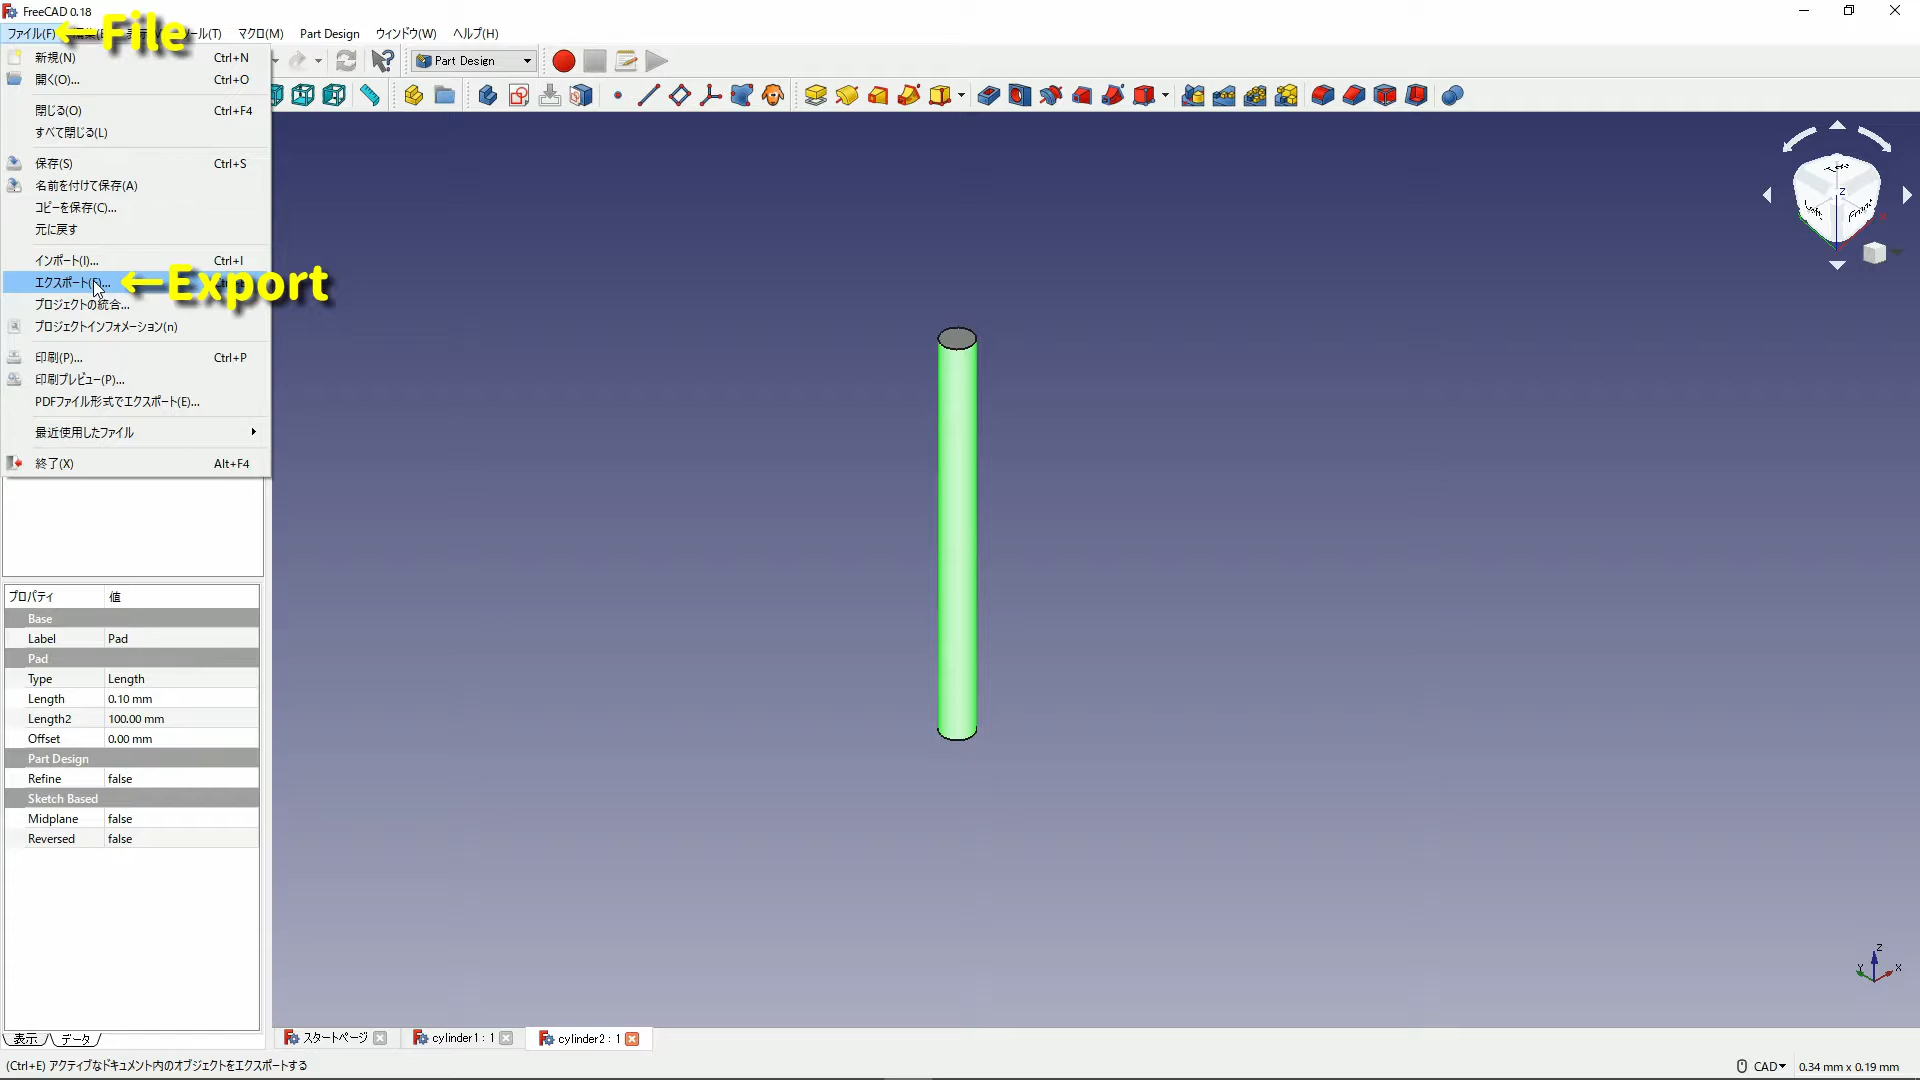 FreeCAD 0.18
ファイル(F) ←File ール(T) マクロ(M) Part Design ウィンドウ(W) ヘルプ(H)
新規(N) Ctrl+N
開く(O)... Ctrl+O
閉じる(O) Ctrl+F4
すべて閉じる(L)
保存(S) Ctrl+S
名前を付けて保存(A)
コピーを保存(C)...
元に戻す
インポート(I)... Ctrl+I
エクスポート(E)... ←Export
プロジェクトの統合...
プロジェクトインフォメーション(n)
印刷(P)... Ctrl+P
印刷プレビュー(P)...
PDFファイル形式でエクスポート(E)...
最近使用したファイル
終了(X) Alt+F4
Part Design
Top
Left
Front
Z
プロパティ 値
Base
Label Pad
Pad
Type Length
Length 0.10 mm
Length2 100.00 mm
Offset 0.00 mm
Part Design
Refine false
Sketch Based
Midplane false
Reversed false
表示 データ
スタートページ cylinder1 : 1 cylinder2 : 1
Z
Y X
(Ctrl+E) アクティブなドキュメント内のオブジェクトをエクスポートする
CAD 0.34 mm x 0.19 mm